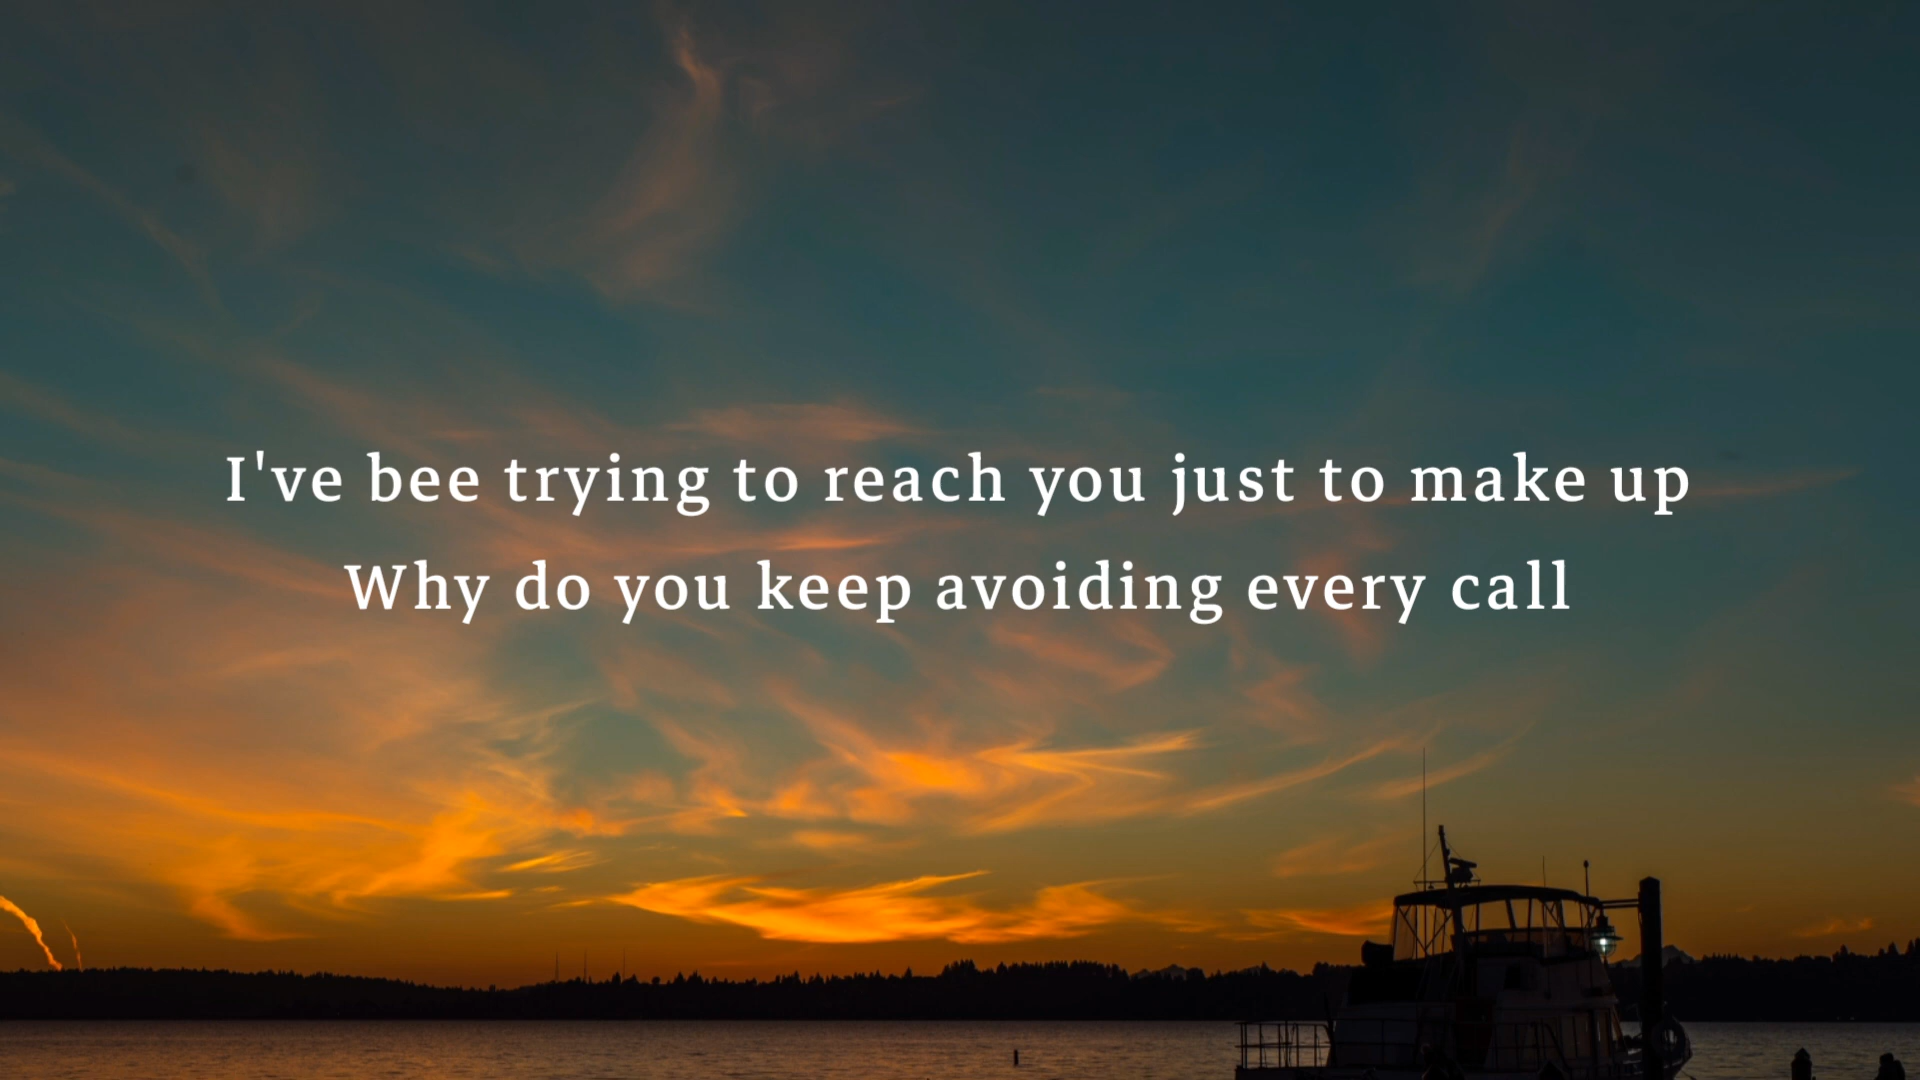 I've bee trying to reach you just to make up
Why do you keep avoiding every call